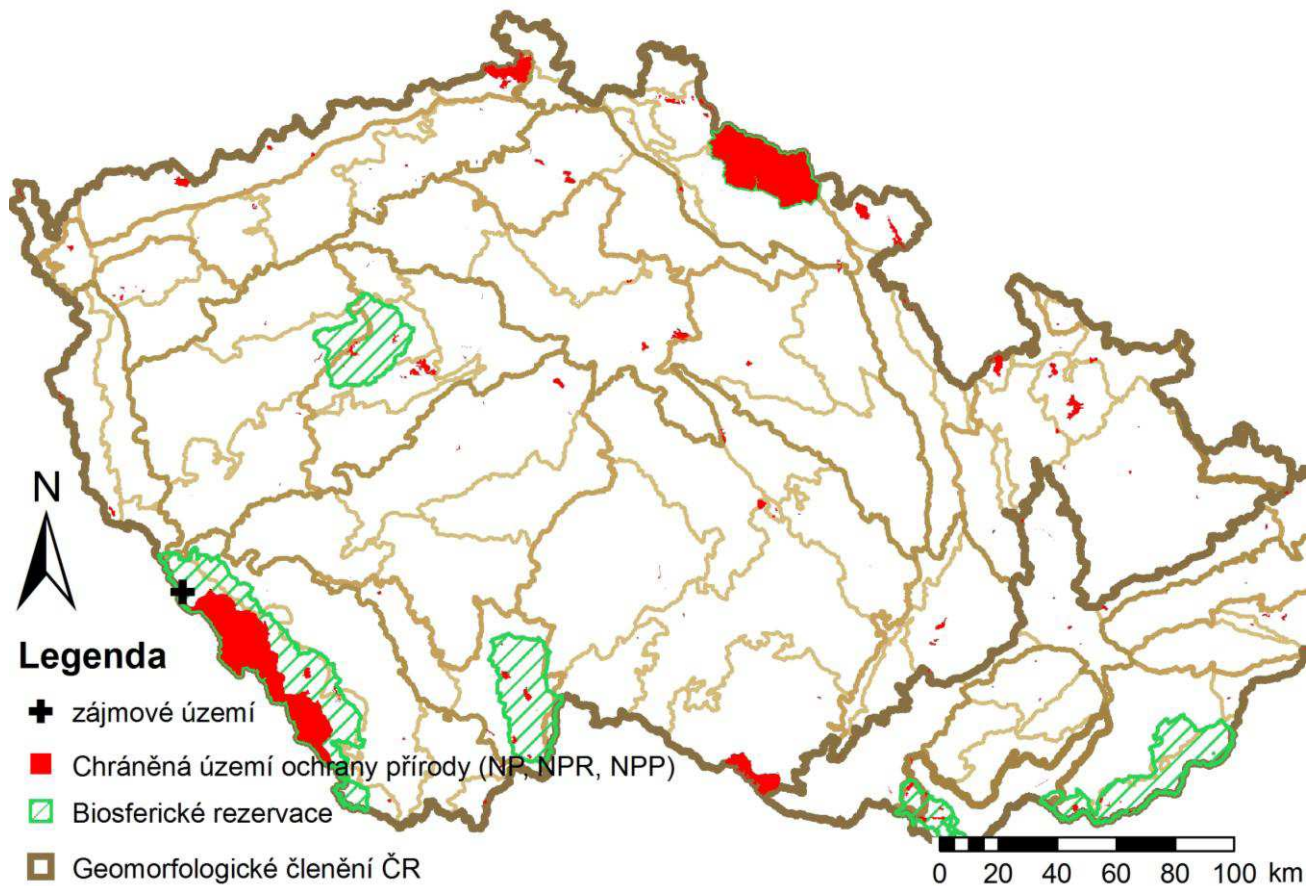 N
Legenda
zájmové území
Chráněná území ochrany přírody (NP, NPR, NPP)
Biosferické rezervace
Geomorfologické členění ČR
0 20 40 60 80 100 km